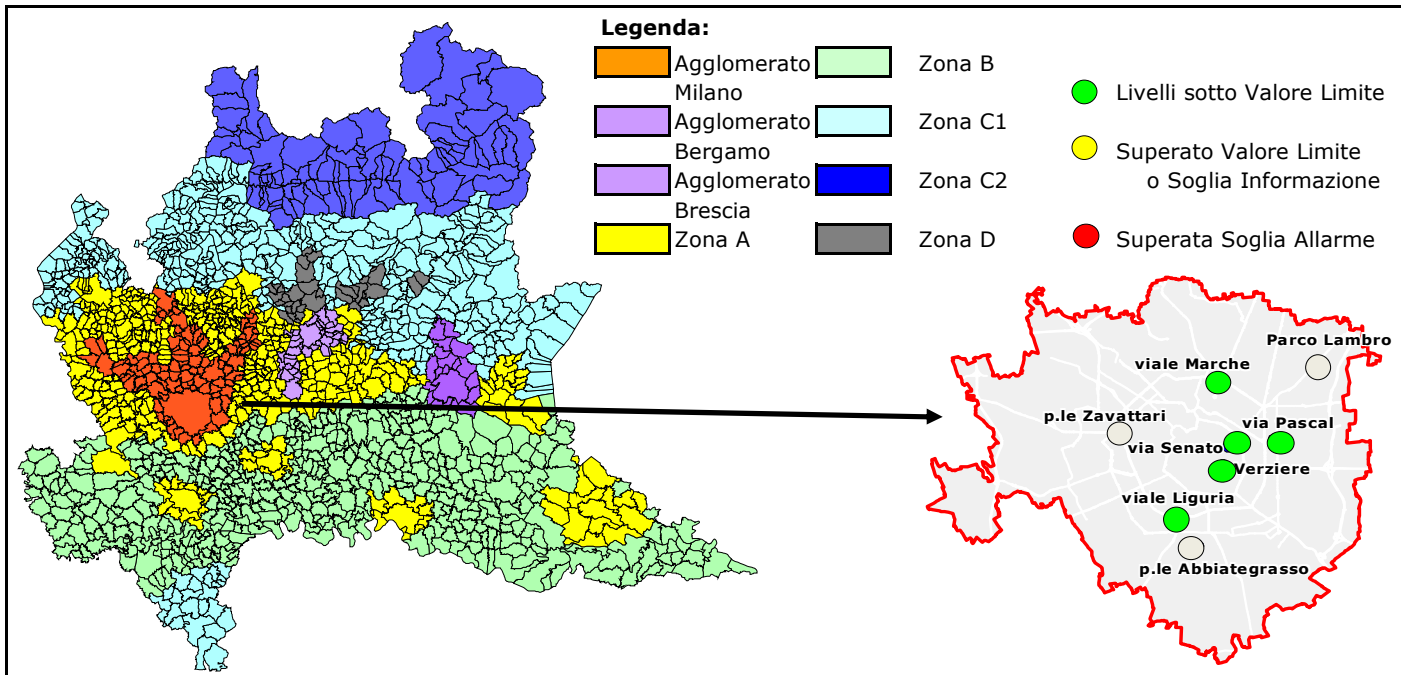 Legenda:
Agglomerato
Milano
Agglomerato
Bergamo
Agglomerato
Brescia
Zona A
Zona B
Zona C1
Zona C2
Zona D
Livelli sotto Valore Limite
Superato Valore Limite
o Soglia Informazione
Superata Soglia Allarme
Parco Lambro
viale Marche
p.le Zavattari
via Pascal
via Senato
Verziere
viale Liguria
p.le Abbiategrasso